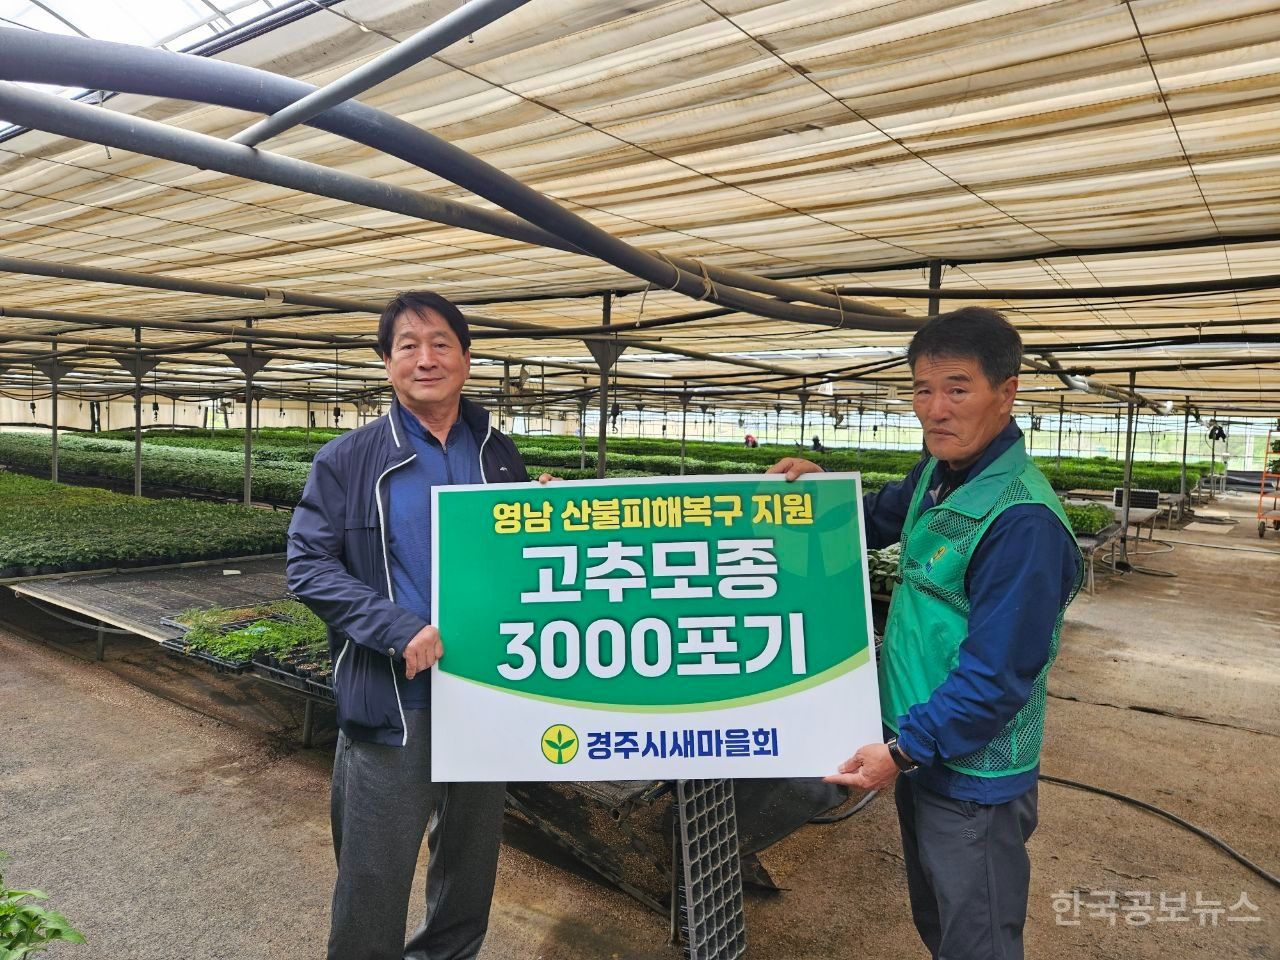 영남 산불피해복구 지원
고추모종
3000포기
경주시새마을회
한국공보뉴스